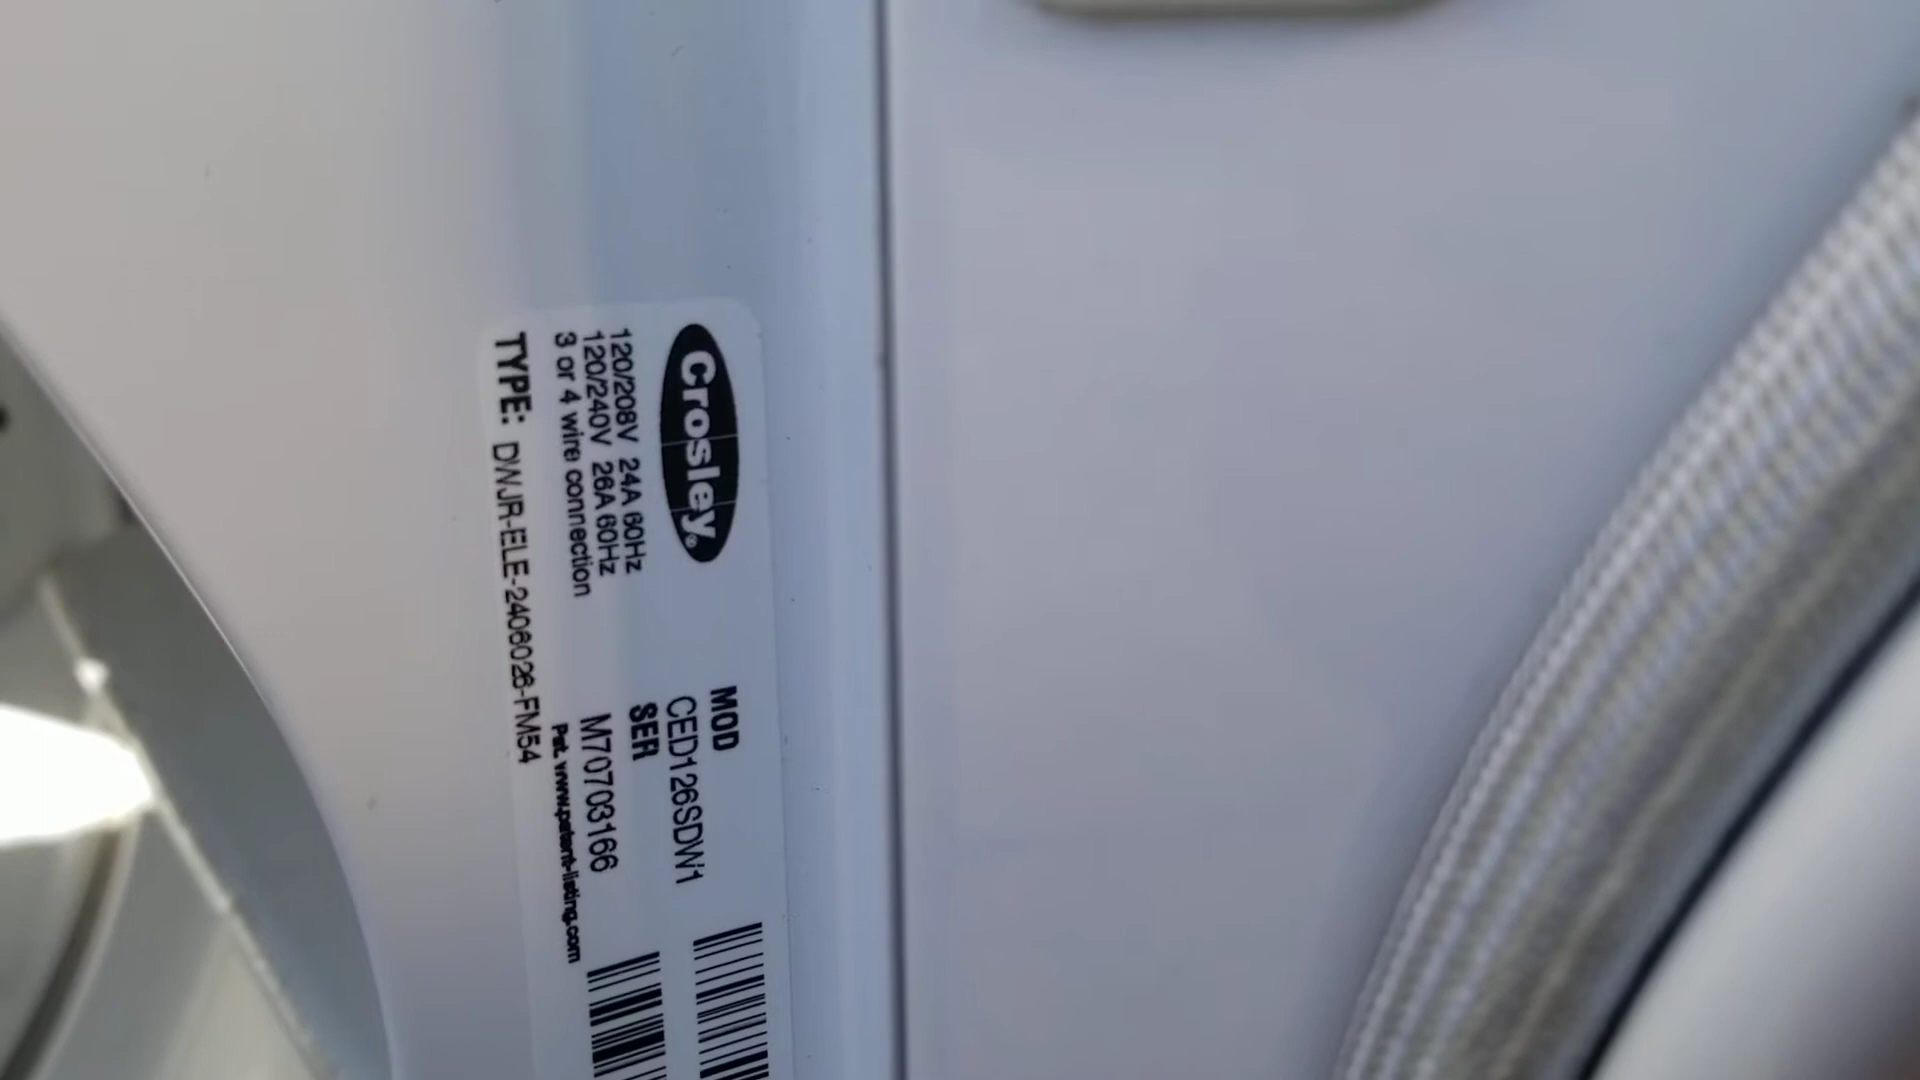 Crosley
120/208V 24A 60Hz
120/240V 26A 60Hz
3 or 4 wire connection
TYPE: DWJR-ELE-2406026-FM54
MOD
CED126SDW1
SER
M70703166
Pat. www.patent-listing.com